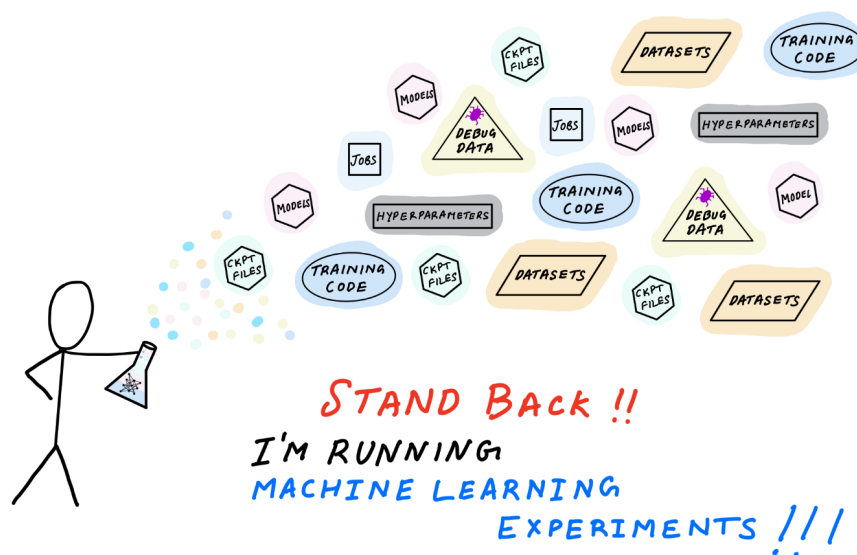 CKPT
FILES
DATASETS
TRAINING
CODE
MODELS
DEBUG
DATA
JOBS
MODELS
HYPERPARAMETERS
JOBS
MODELS
HYPERPARAMETERS
TRAINING
CODE
DEBUG
DATA
MODEL
CKPT
FILES
TRAINING
CODE
CKPT
FILES
DATASETS
CKPT
FILES
DATASETS
STAND BACK !!
I'M RUNNING
MACHINE LEARNING
EXPERIMENTS !!!